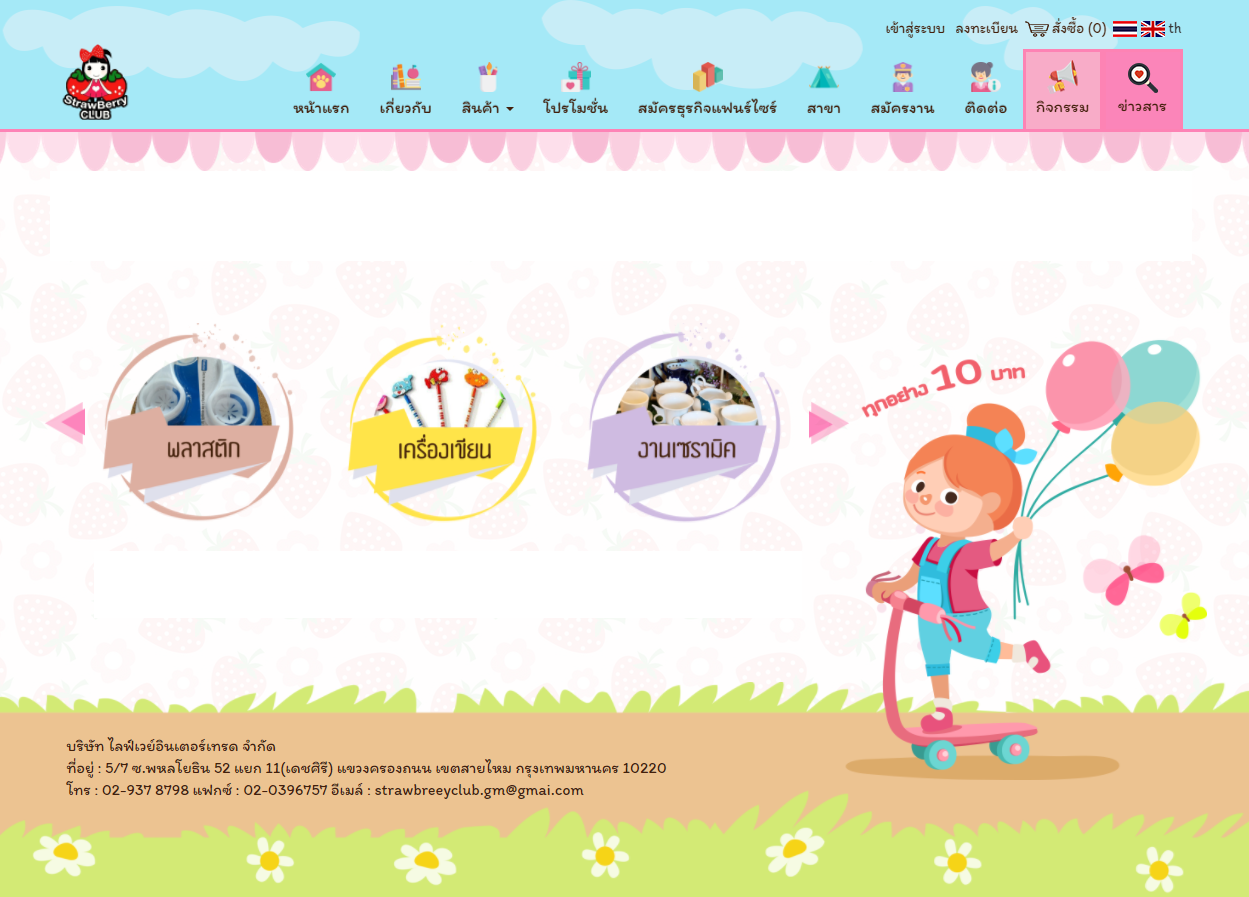 เข้าสู่ระบบ ลงทะเบียน สั่งซื้อ (0) th
StrawBerry
CLUB
หน้าแรก เกี่ยวกับ สินค้า โปรโมชั่น สมัครธุรกิจแฟนร์ไซร์ สาขา สมัครงาน ติดต่อ กิจกรรม ข่าวสาร
ทุกอย่าง 10 บาท
พลาสติก
เครื่องเขียน
งานเซรามิค
บริษัท ไลฟ์เวย์อินเตอร์เทรด จำกัด
ที่อยู่ : 5/7 ซ.พหลโยธิน 52 แยก 11(เดชศิรี) แขวงครองถนน เขตสายไหม กรุงเทพมหานคร 10220
โทร : 02-937 8798 แฟกซ์ : 02-0396757 อีเมล์ : strawbreeyclub.gm@gmai.com